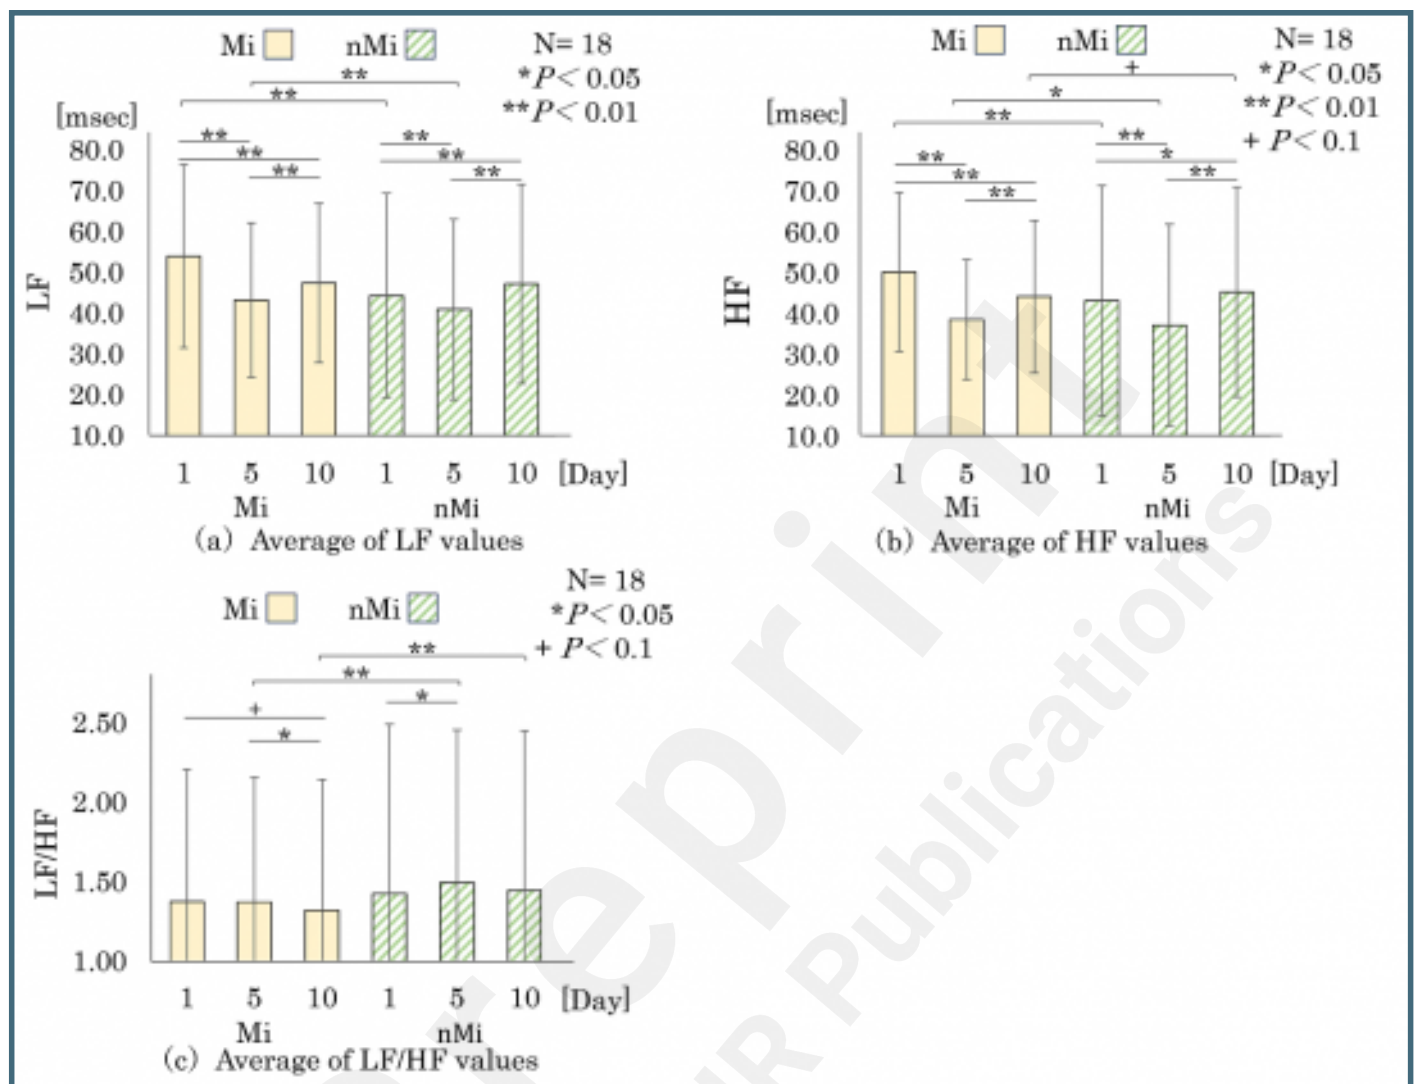 Mi nMi N= 18
*P< 0.05
**P< 0.01
**
**
[msec]
** **
** **
** **
80.0
70.0
60.0
50.0
40.0
30.0
20.0
10.0
LF
1 5 10 1 5 10 [Day]
Mi nMi
(a) Average of LF values
Mi nMi N= 18
*P< 0.05
**P< 0.01
+ P< 0.1
+
*
**
[msec]
** **
** *
** **
80.0
70.0
60.0
50.0
40.0
30.0
20.0
10.0
HF
1 5 10 1 5 10 [Day]
Mi nMi
(b) Average of HF values
Mi nMi N= 18
*P< 0.05
+ P< 0.1
**
**
*
+
*
2.50
2.00
1.50
1.00
LF/HF
1 5 10 1 5 10 [Day]
Mi nMi
(c) Average of LF/HF values
reprint
R Publications